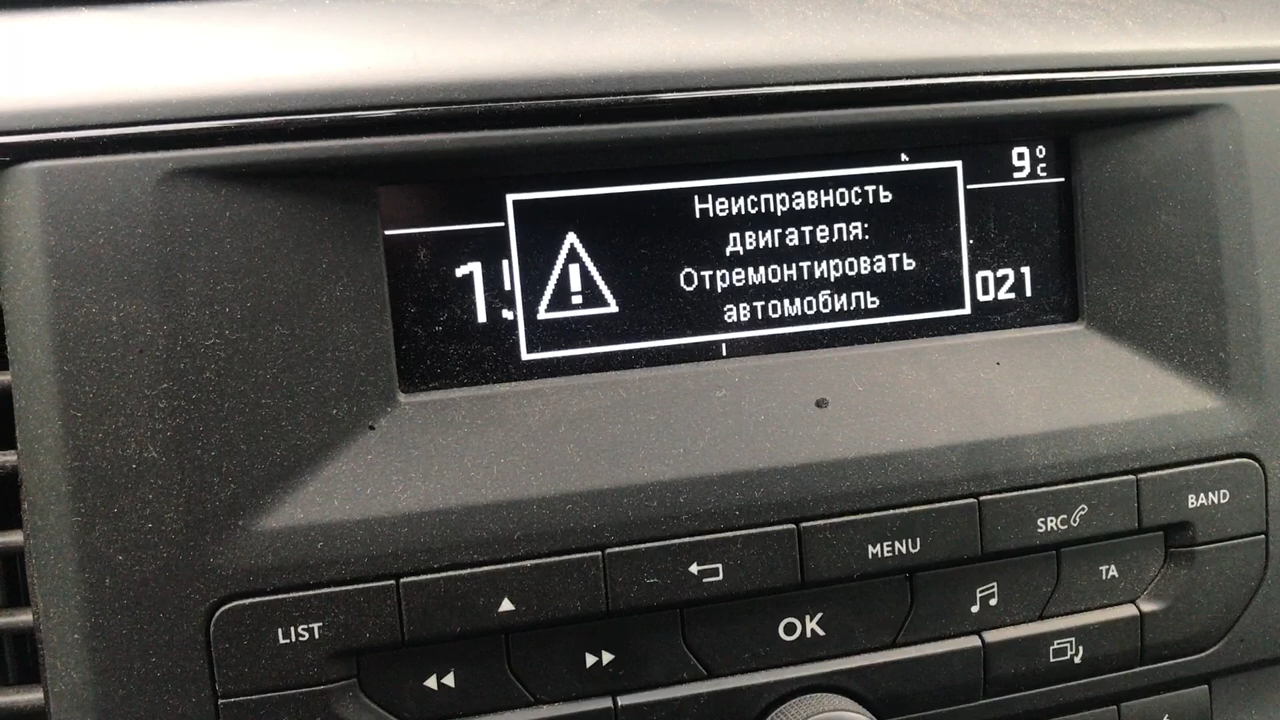 9°C
Неисправность
двигателя:
Отремонтировать
автомобиль
021
BAND
SRC
MENU
TA
OK
LIST